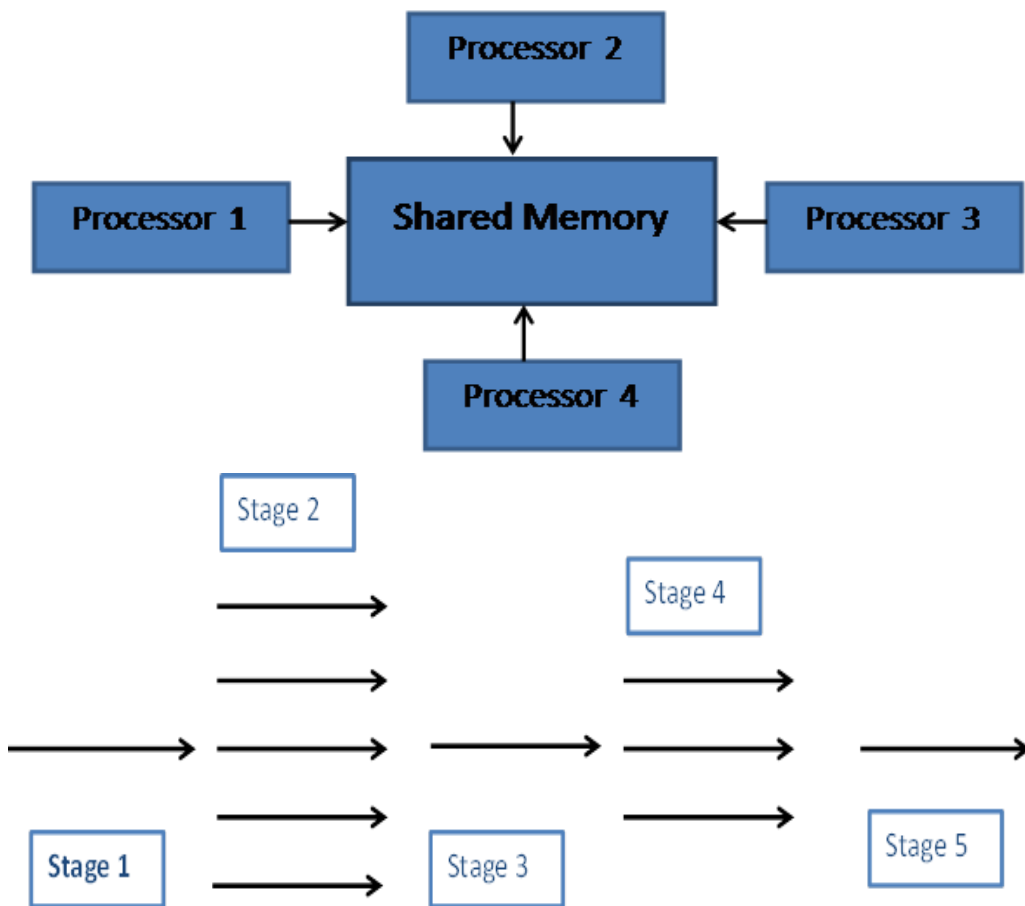 Processor 2
Processor 1
Shared Memory
Processor 3
Processor 4
Stage 2
Stage 4
Stage 1
Stage 3
Stage 5